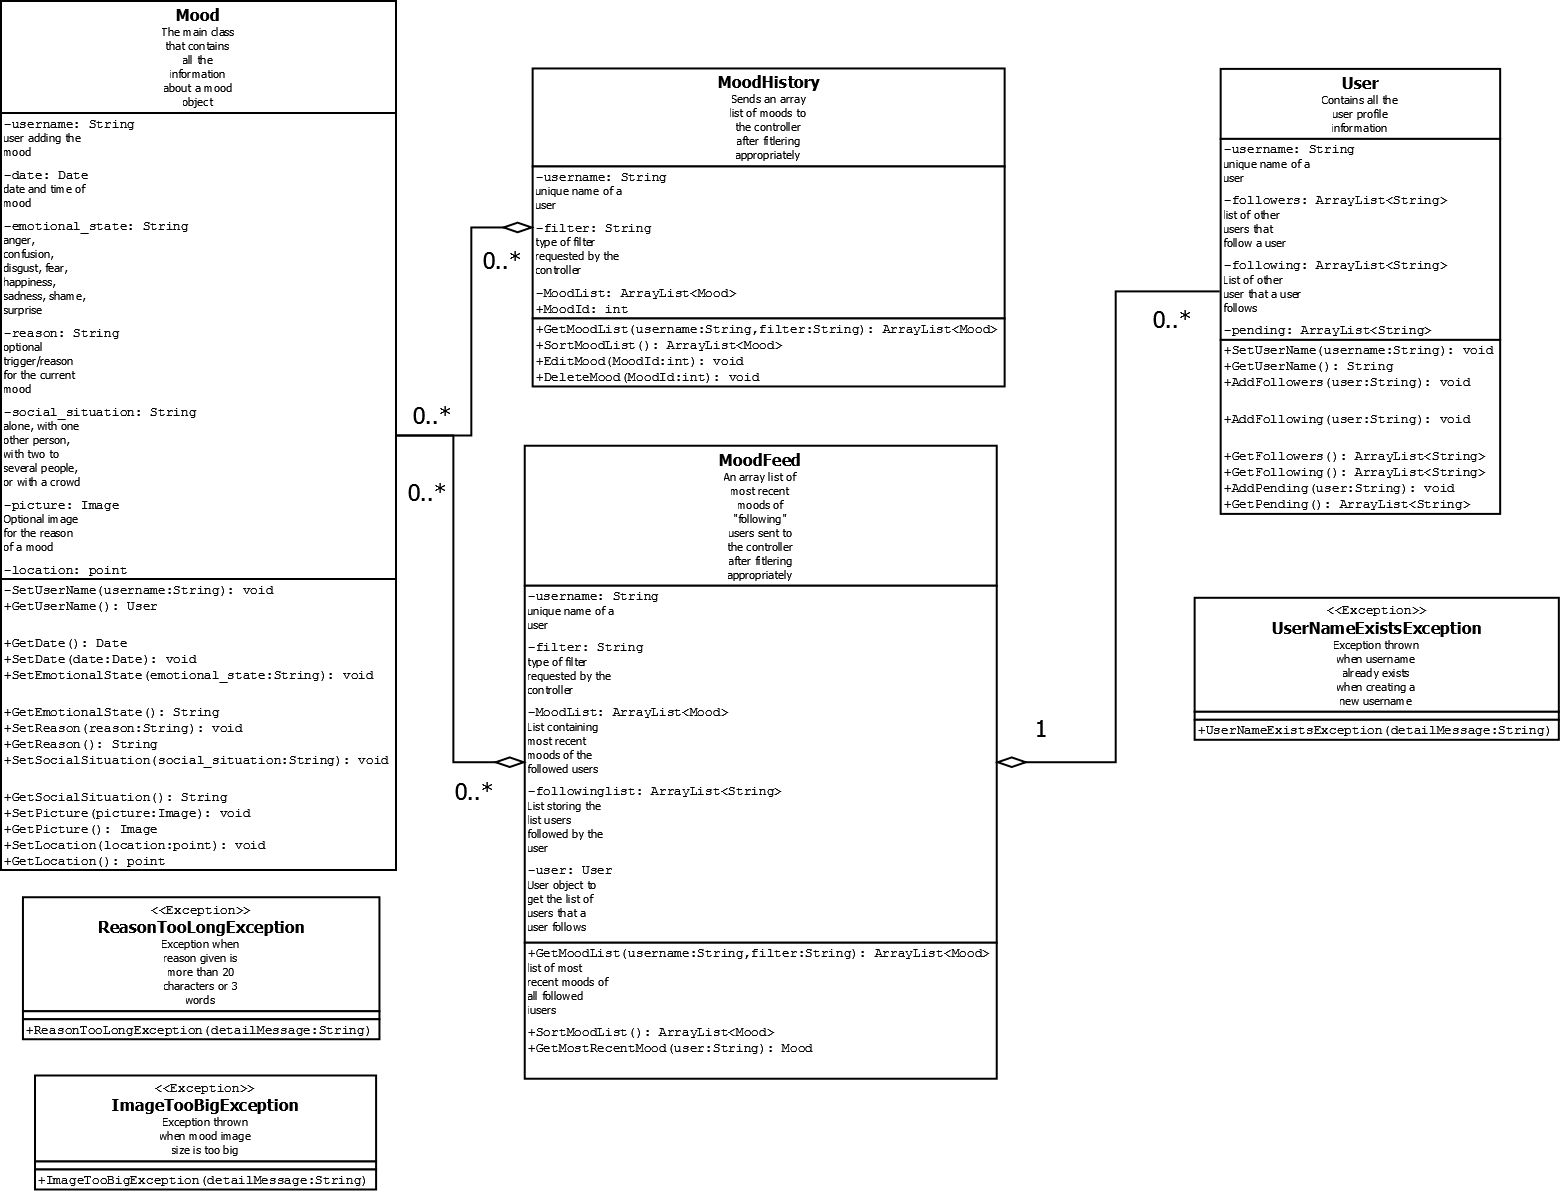 Mood
The main class
that contains
all the
information
about a mood
object
-username: String
user adding the
mood
-date: Date
date and time of
mood
-emotional_state: String
anger,
confusion,
disgust, fear,
happiness,
sadness, shame,
surprise
-reason: String
optional
trigger/reason
for the current
mood
-social_situation: String
alone, with one
other person,
with two to
several people,
or with a crowd
-picture: Image
Optional image
for the reason
of a mood
-location: point
-SetUserName(username:String): void
+GetUserName(): User
+GetDate(): Date
+SetDate(date:Date): void
+SetEmotionalState(emotional_state:String): void
+GetEmotionalState(): String
+SetReason(reason:String): void
+GetReason(): String
+SetSocialSituation(social_situation:String): void
+GetSocialSituation(): String
+SetPicture(picture:Image): void
+GetPicture(): Image
+SetLocation(location:point): void
+GetLocation(): point
<<Exception>>
ReasonTooLongException
Exception when
reason given is
more than 20
characters or 3
words
+ReasonTooLongException(detailMessage:String)
<<Exception>>
ImageTooBigException
Exception thrown
when mood image
size is too big
+ImageTooBigException(detailMessage:String)
0..*
0..*
0..*
0..*
MoodHistory
Sends an array
list of moods to
the controller
after fitlering
appropriately
-username: String
unique name of a
user
-filter: String
type of filter
requested by the
controller
-MoodList: ArrayList<Mood>
+MoodId: int
+GetMoodList(username:String,filter:String): ArrayList<Mood>
+SortMoodList(): ArrayList<Mood>
+EditMood(MoodId:int): void
+DeleteMood(MoodId:int): void
MoodFeed
An array list of
most recent
moods of
"following"
users sent to
the controller
after fitlering
appropriately
-username: String
unique name of a
user
-filter: String
type of filter
requested by the
controller
-MoodList: ArrayList<Mood>
List containing
most recent
moods of the
followed users
-followinglist: ArrayList<String>
List storing the
list users
followed by the
user
-user: User
User object to
get the list of
users that a
user follows
+GetMoodList(username:String,filter:String): ArrayList<Mood>
list of most
recent moods of
all followed
iusers
+SortMoodList(): ArrayList<Mood>
+GetMostRecentMood(user:String): Mood
1
0..*
User
Contains all the
user profile
information
-username: String
unique name of a
user
-followers: ArrayList<String>
list of other
users that
follow a user
-following: ArrayList<String>
List of other
user that a user
follows
-pending: ArrayList<String>
+SetUserName(username:String): void
+GetUserName(): String
+AddFollowers(user:String): void
+AddFollowing(user:String): void
+GetFollowers(): ArrayList<String>
+GetFollowing(): ArrayList<String>
+AddPending(user:String): void
+GetPending(): ArrayList<String>
<<Exception>>
UserNameExistsException
Exception thrown
when username
already exists
when creating a
new username
+UserNameExistsException(detailMessage:String)